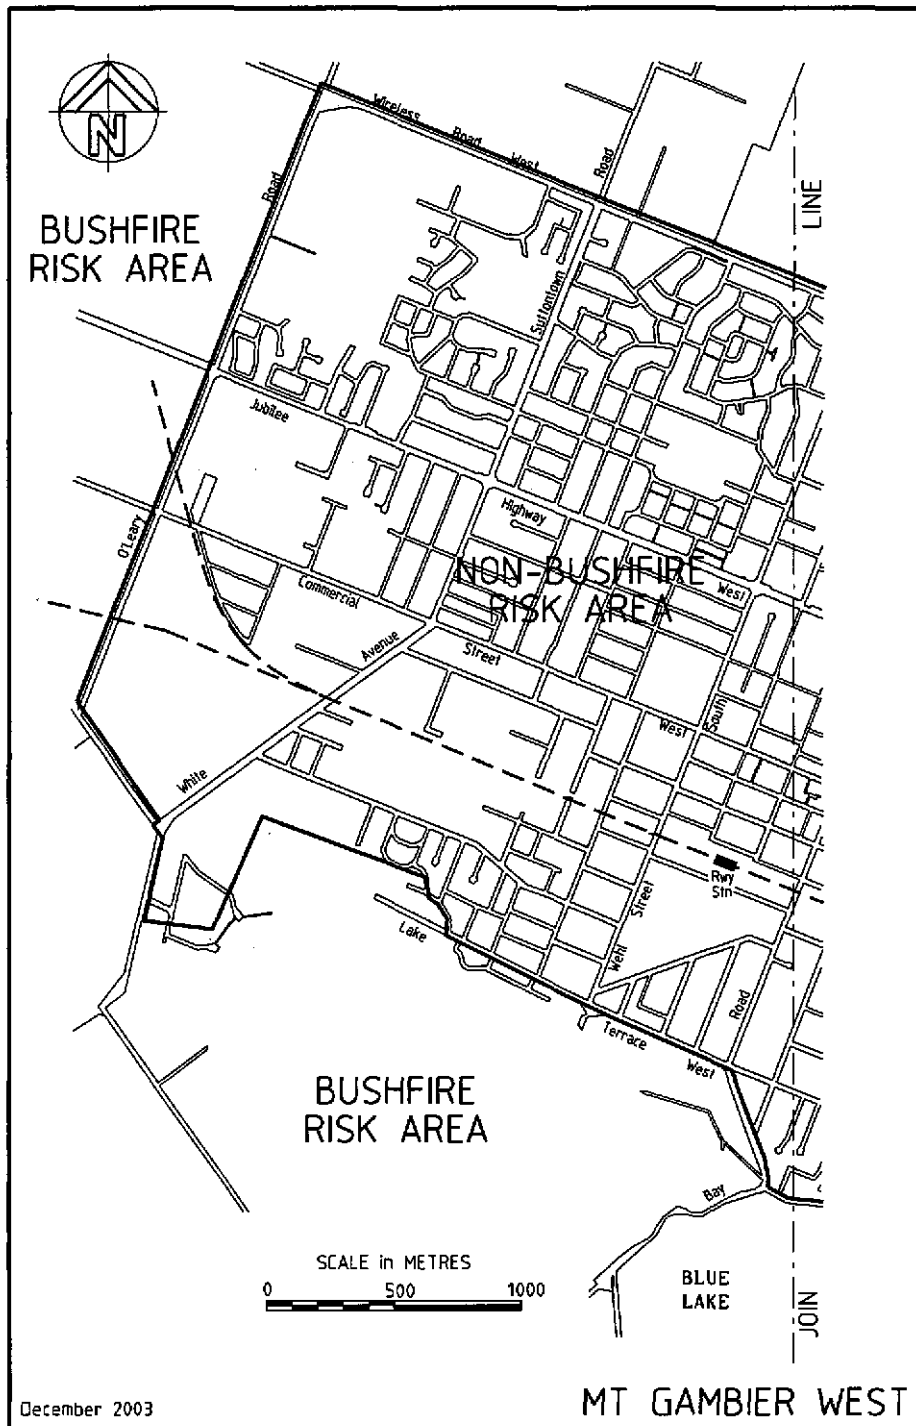 N
BUSHFIRE
RISK AREA
Wireless
Road
West
Road
Road
LINE
Suttontown
Jubilee
Highway
West
O'Leary
NON-BUSHFIRE
RISK AREA
Commercial
Avenue
Street
West
South
White
Rwy
Stn
Street
Lake
Wehl
Road
Terrace
West
BUSHFIRE
RISK AREA
Bay
SCALE in METRES
0 500 1000
BLUE
LAKE
JOIN
December 2003
MT GAMBIER WEST